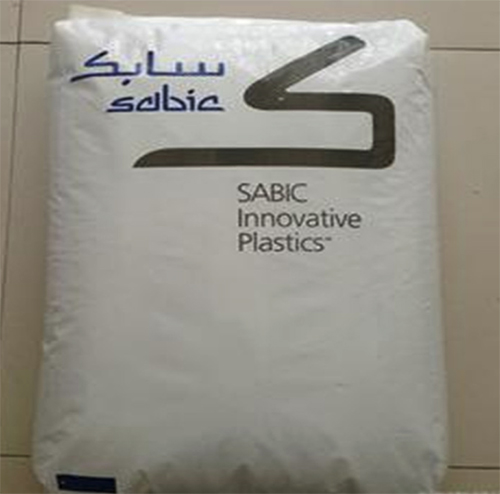 سابك
sabic
SABIC
Innovative
Plastics™